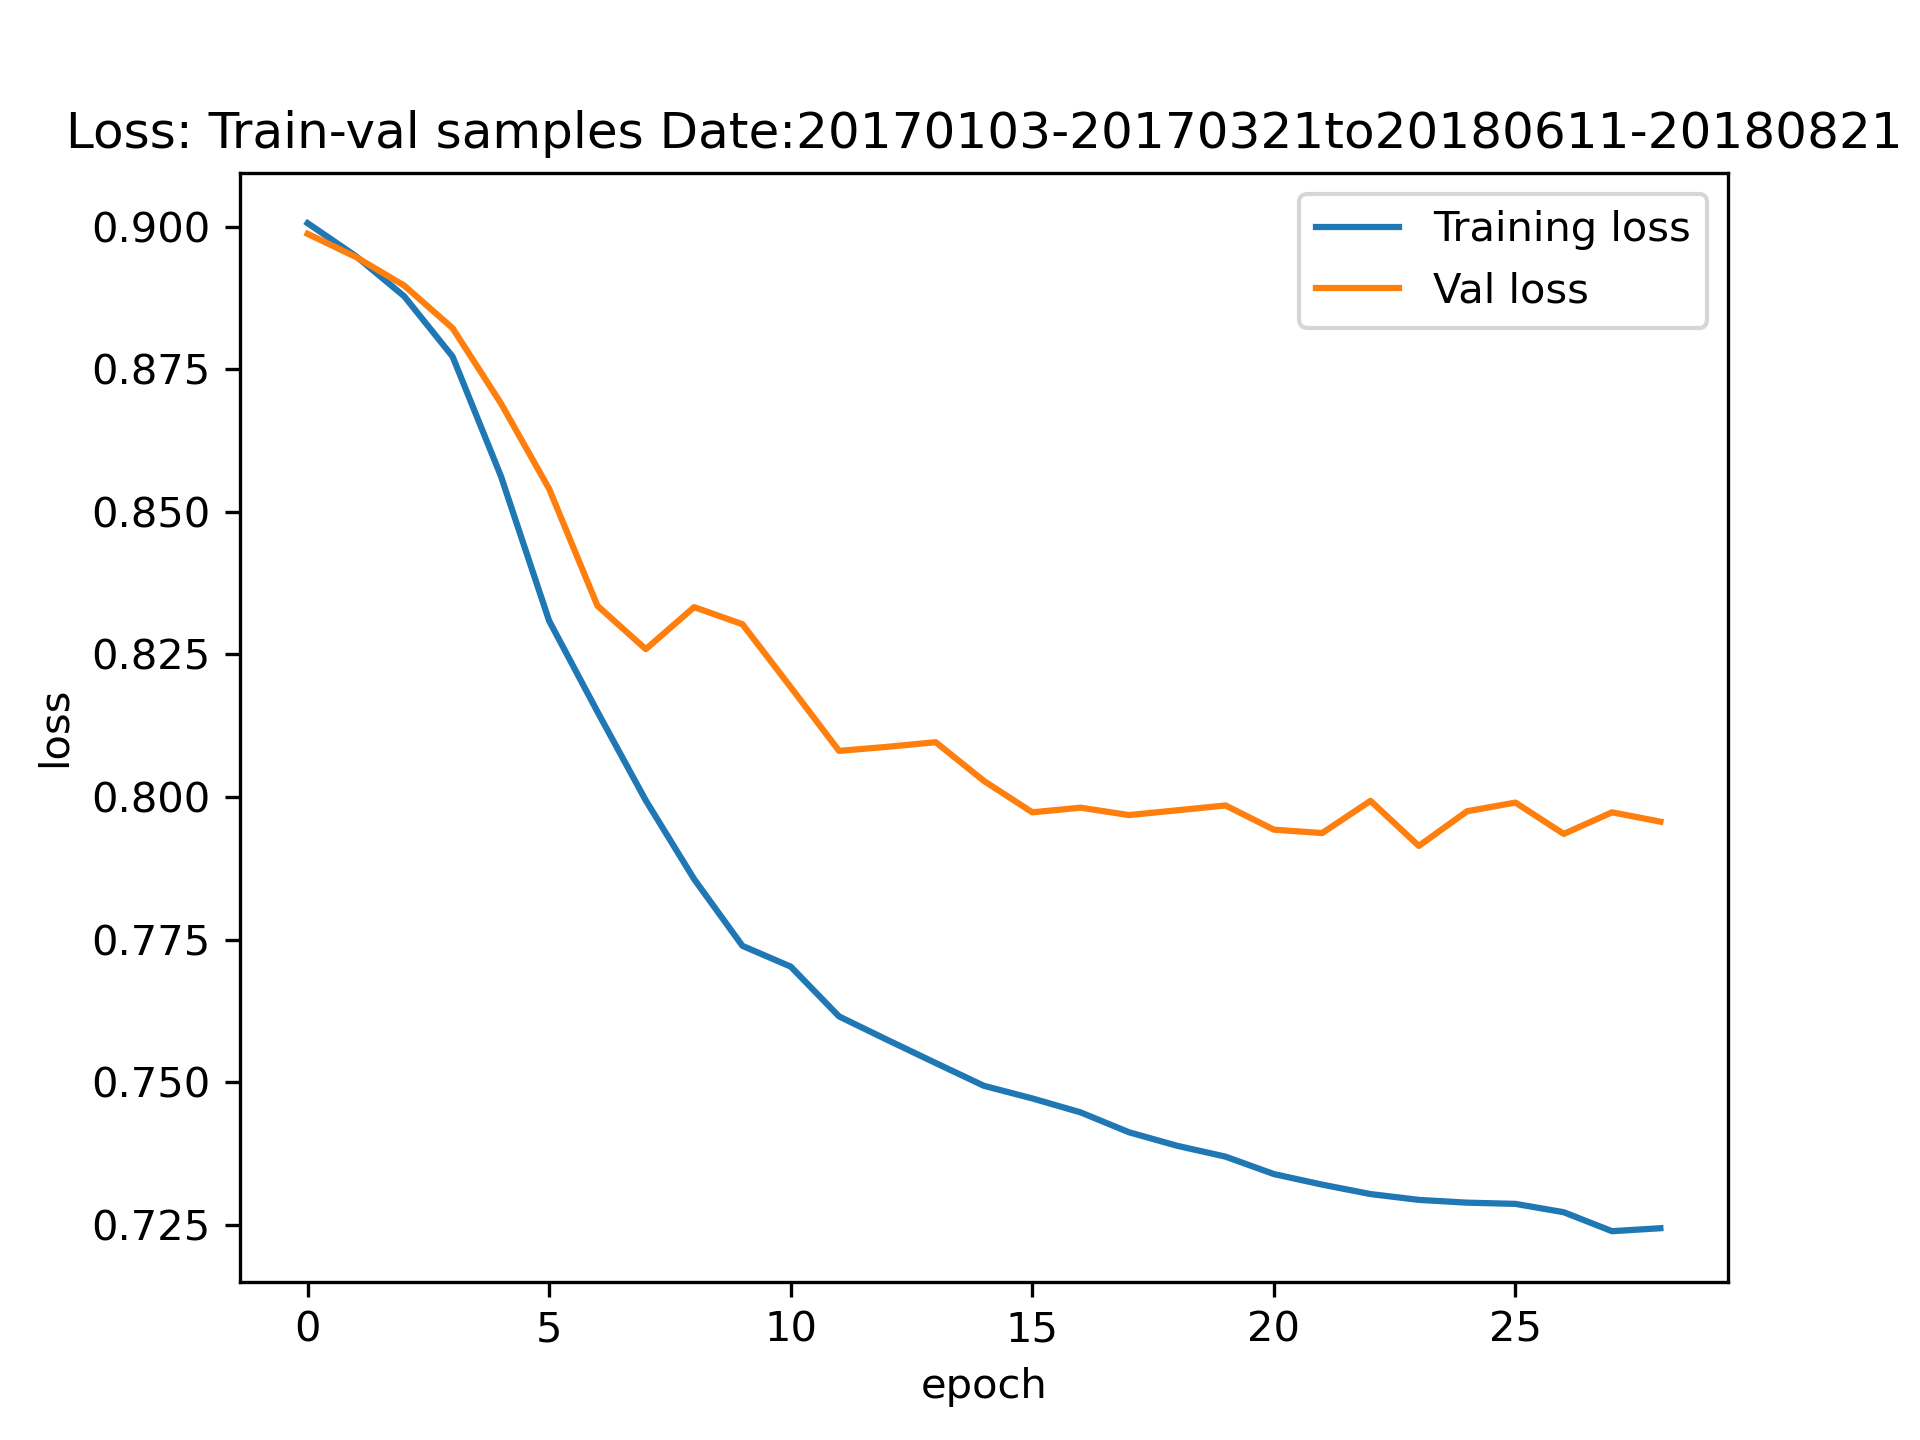 Loss: Train-val samples Date:20170103-20170321to20180611-20180821
Training loss
Val loss
0.900
0.875
0.850
0.825
0.800
0.775
0.750
0.725
loss
0 5 10 15 20 25
epoch